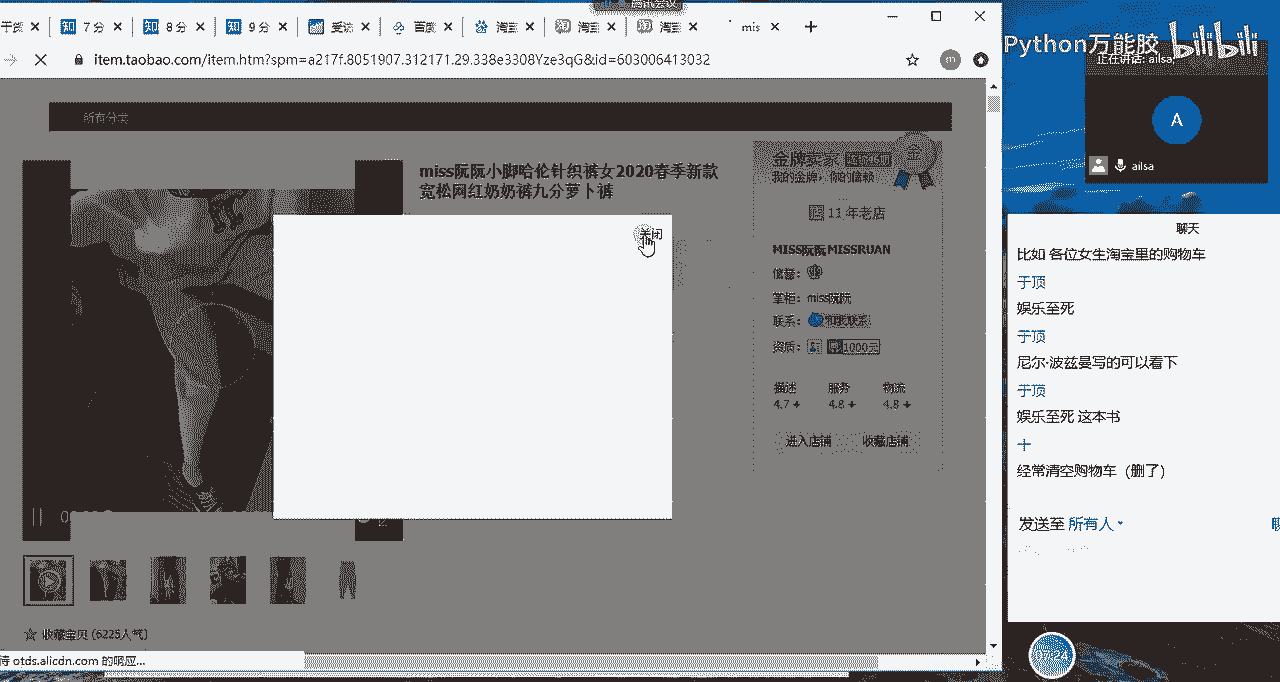 腾讯会议
干货
7 分
8 分
9 分
爱读
百度
淘宝
淘宝
淘宝
mis
item.taobao.com/item.htm?spm=a217f.8051907.312171.29.338e3308Yze3qG&id=603006413032
m
Python万能胶
bilibili
正在讲话: ailsa;
A
ailsa
所有分类
miss阮阮小脚哈伦针织裤女2020春季新款
宽松网红奶奶裤九分萝卜裤
金牌卖家
金
我的金牌，你的信赖
11 年老店
MISS阮阮MISSRUAN
信誉：
掌柜： miss阮阮
联系： 和我联系
资质： 1000元
描述 服务 物流
4.7 4.8 4.8
进入店铺 收藏店铺
关闭
收藏宝贝 (6225人气)
待 otds.alicdn.com 的响应...
聊天
比如 各位女生淘宝里的购物车
于顶
娱乐至死
于顶
尼尔·波兹曼写的可以看下
于顶
娱乐至死 这本书
十
经常清空购物车（删了）
发送至 所有人
07:24